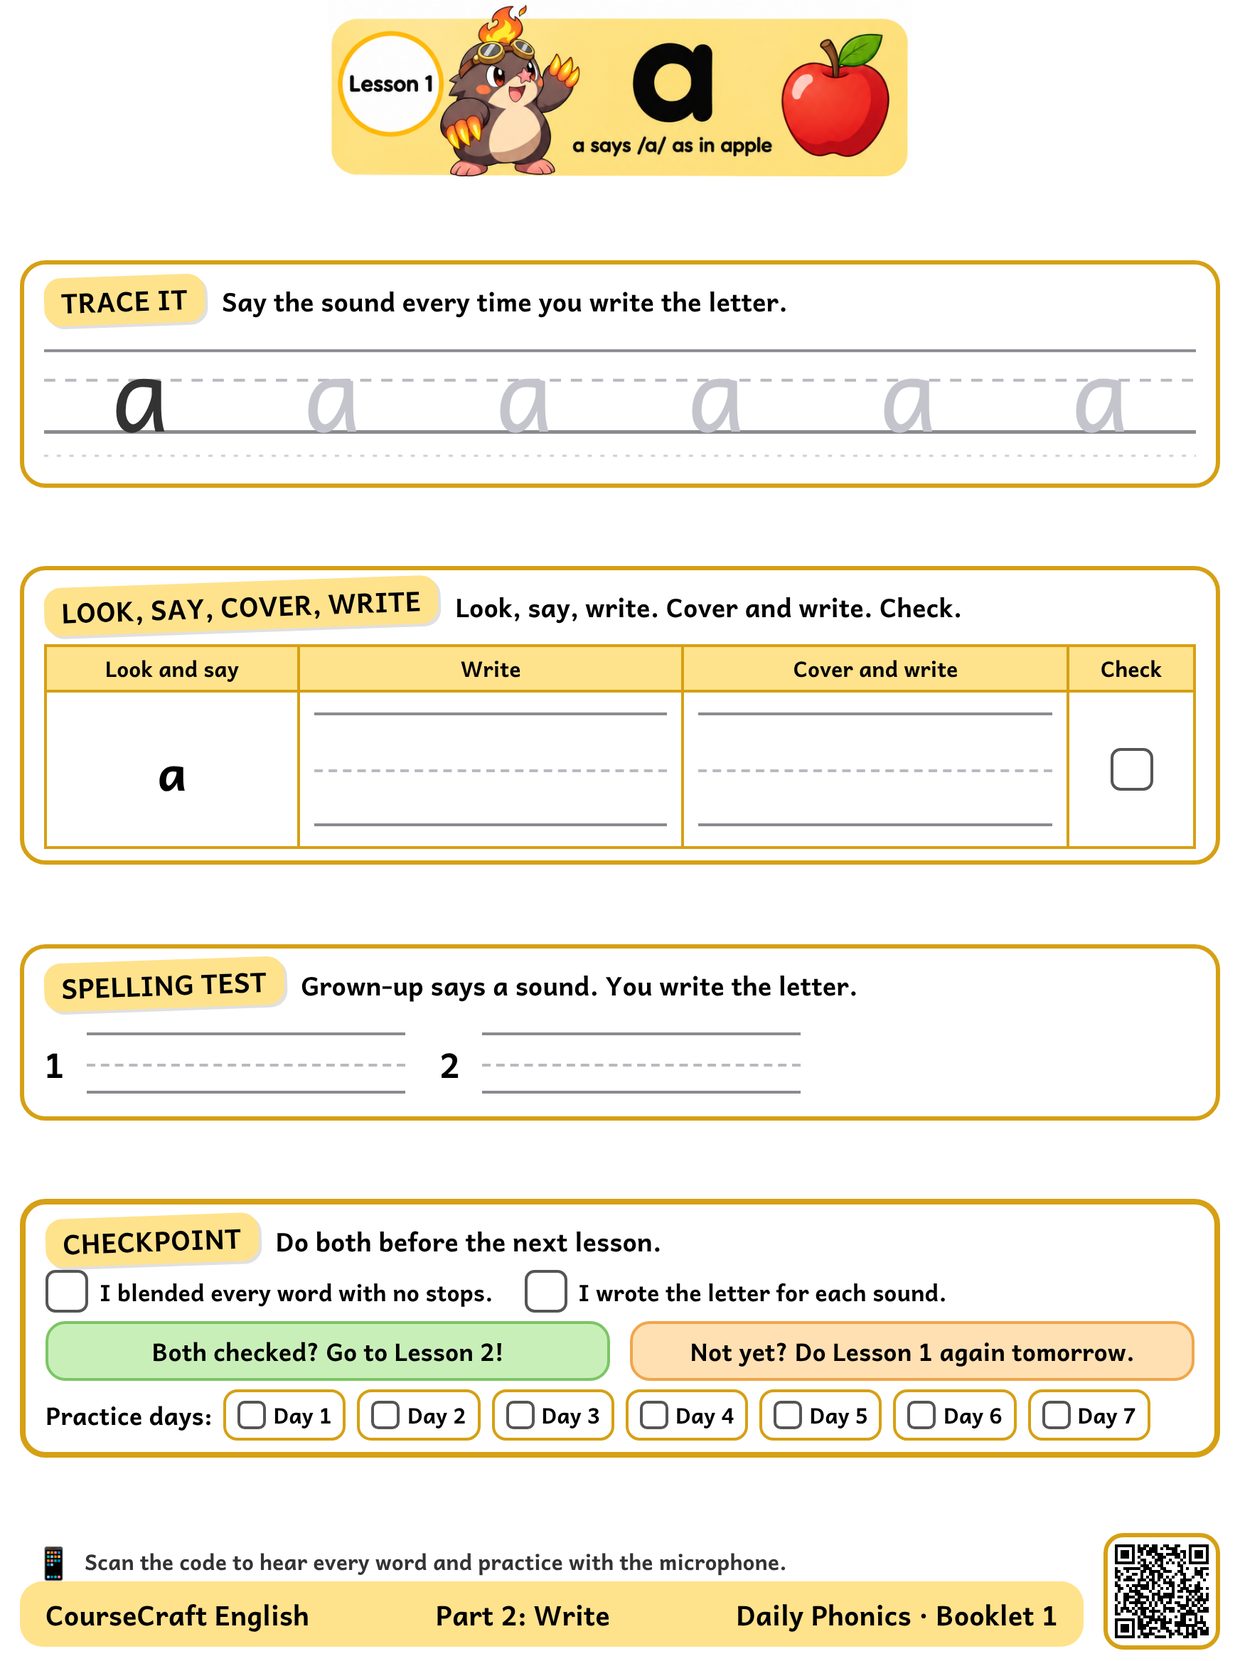 Lesson 1
a
a says /a/ as in apple
TRACE IT Say the sound every time you write the letter.
a a a a a a
LOOK, SAY, COVER, WRITE Look, say, write. Cover and write. Check.
Look and say Write Cover and write Check
a
SPELLING TEST Grown-up says a sound. You write the letter.
1 2
CHECKPOINT Do both before the next lesson.
I blended every word with no stops. I wrote the letter for each sound.
Both checked? Go to Lesson 2! Not yet? Do Lesson 1 again tomorrow.
Practice days: Day 1 Day 2 Day 3 Day 4 Day 5 Day 6 Day 7
Scan the code to hear every word and practice with the microphone.
CourseCraft English Part 2: Write Daily Phonics · Booklet 1